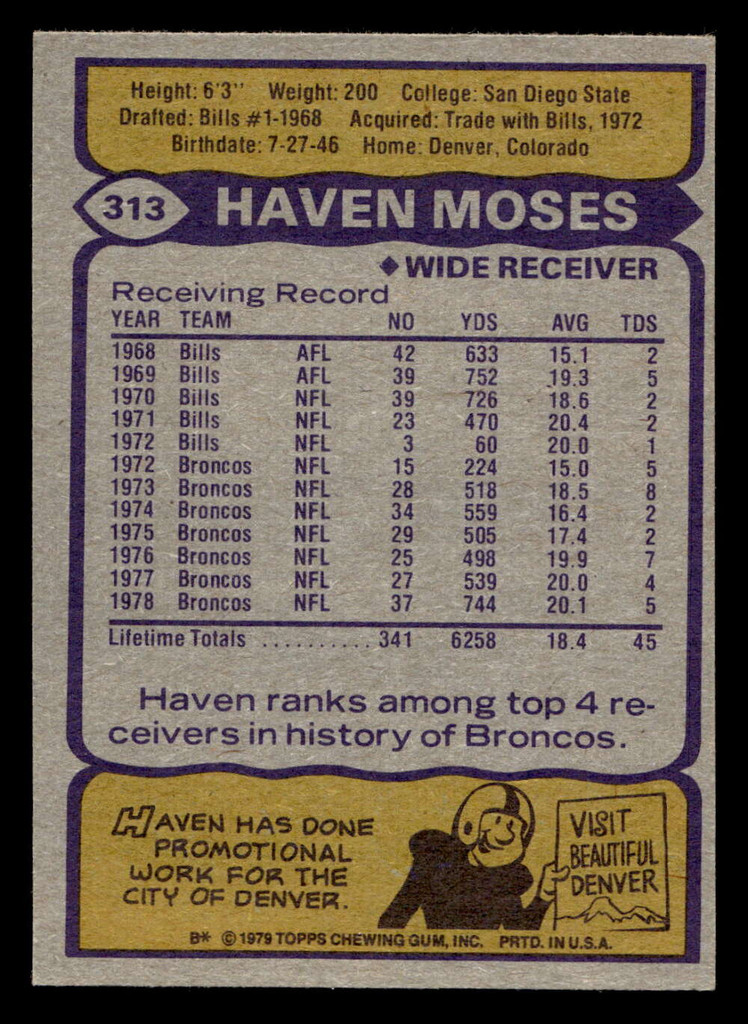 Height: 6'3" Weight: 200 College: San Diego State
Drafted: Bills #1-1968 Acquired: Trade with Bills, 1972
Birthdate: 7-27-46 Home: Denver, Colorado
313 HAVEN MOSES
◆WIDE RECEIVER
Receiving Record
YEAR TEAM NO YDS AVG TDS
1968 Bills AFL 42 633 15.1 2
1969 Bills AFL 39 752 19.3 5
1970 Bills NFL 39 726 18.6 2
1971 Bills NFL 23 470 20.4 2
1972 Bills NFL 3 60 20.0 1
1972 Broncos NFL 15 224 15.0 5
1973 Broncos NFL 28 518 18.5 8
1974 Broncos NFL 34 559 16.4 2
1975 Broncos NFL 29 505 17.4 2
1976 Broncos NFL 25 498 19.9 7
1977 Broncos NFL 27 539 20.0 4
1978 Broncos NFL 37 744 20.1 5
Lifetime Totals .......... 341 6258 18.4 45
Haven ranks among top 4 re-
ceivers in history of Broncos.
HAVEN HAS DONE
PROMOTIONAL
WORK FOR THE
CITY OF DENVER.
VISIT
BEAUTIFUL
DENVER
B* © 1979 TOPPS CHEWING GUM, INC. PRTD. IN U.S.A.